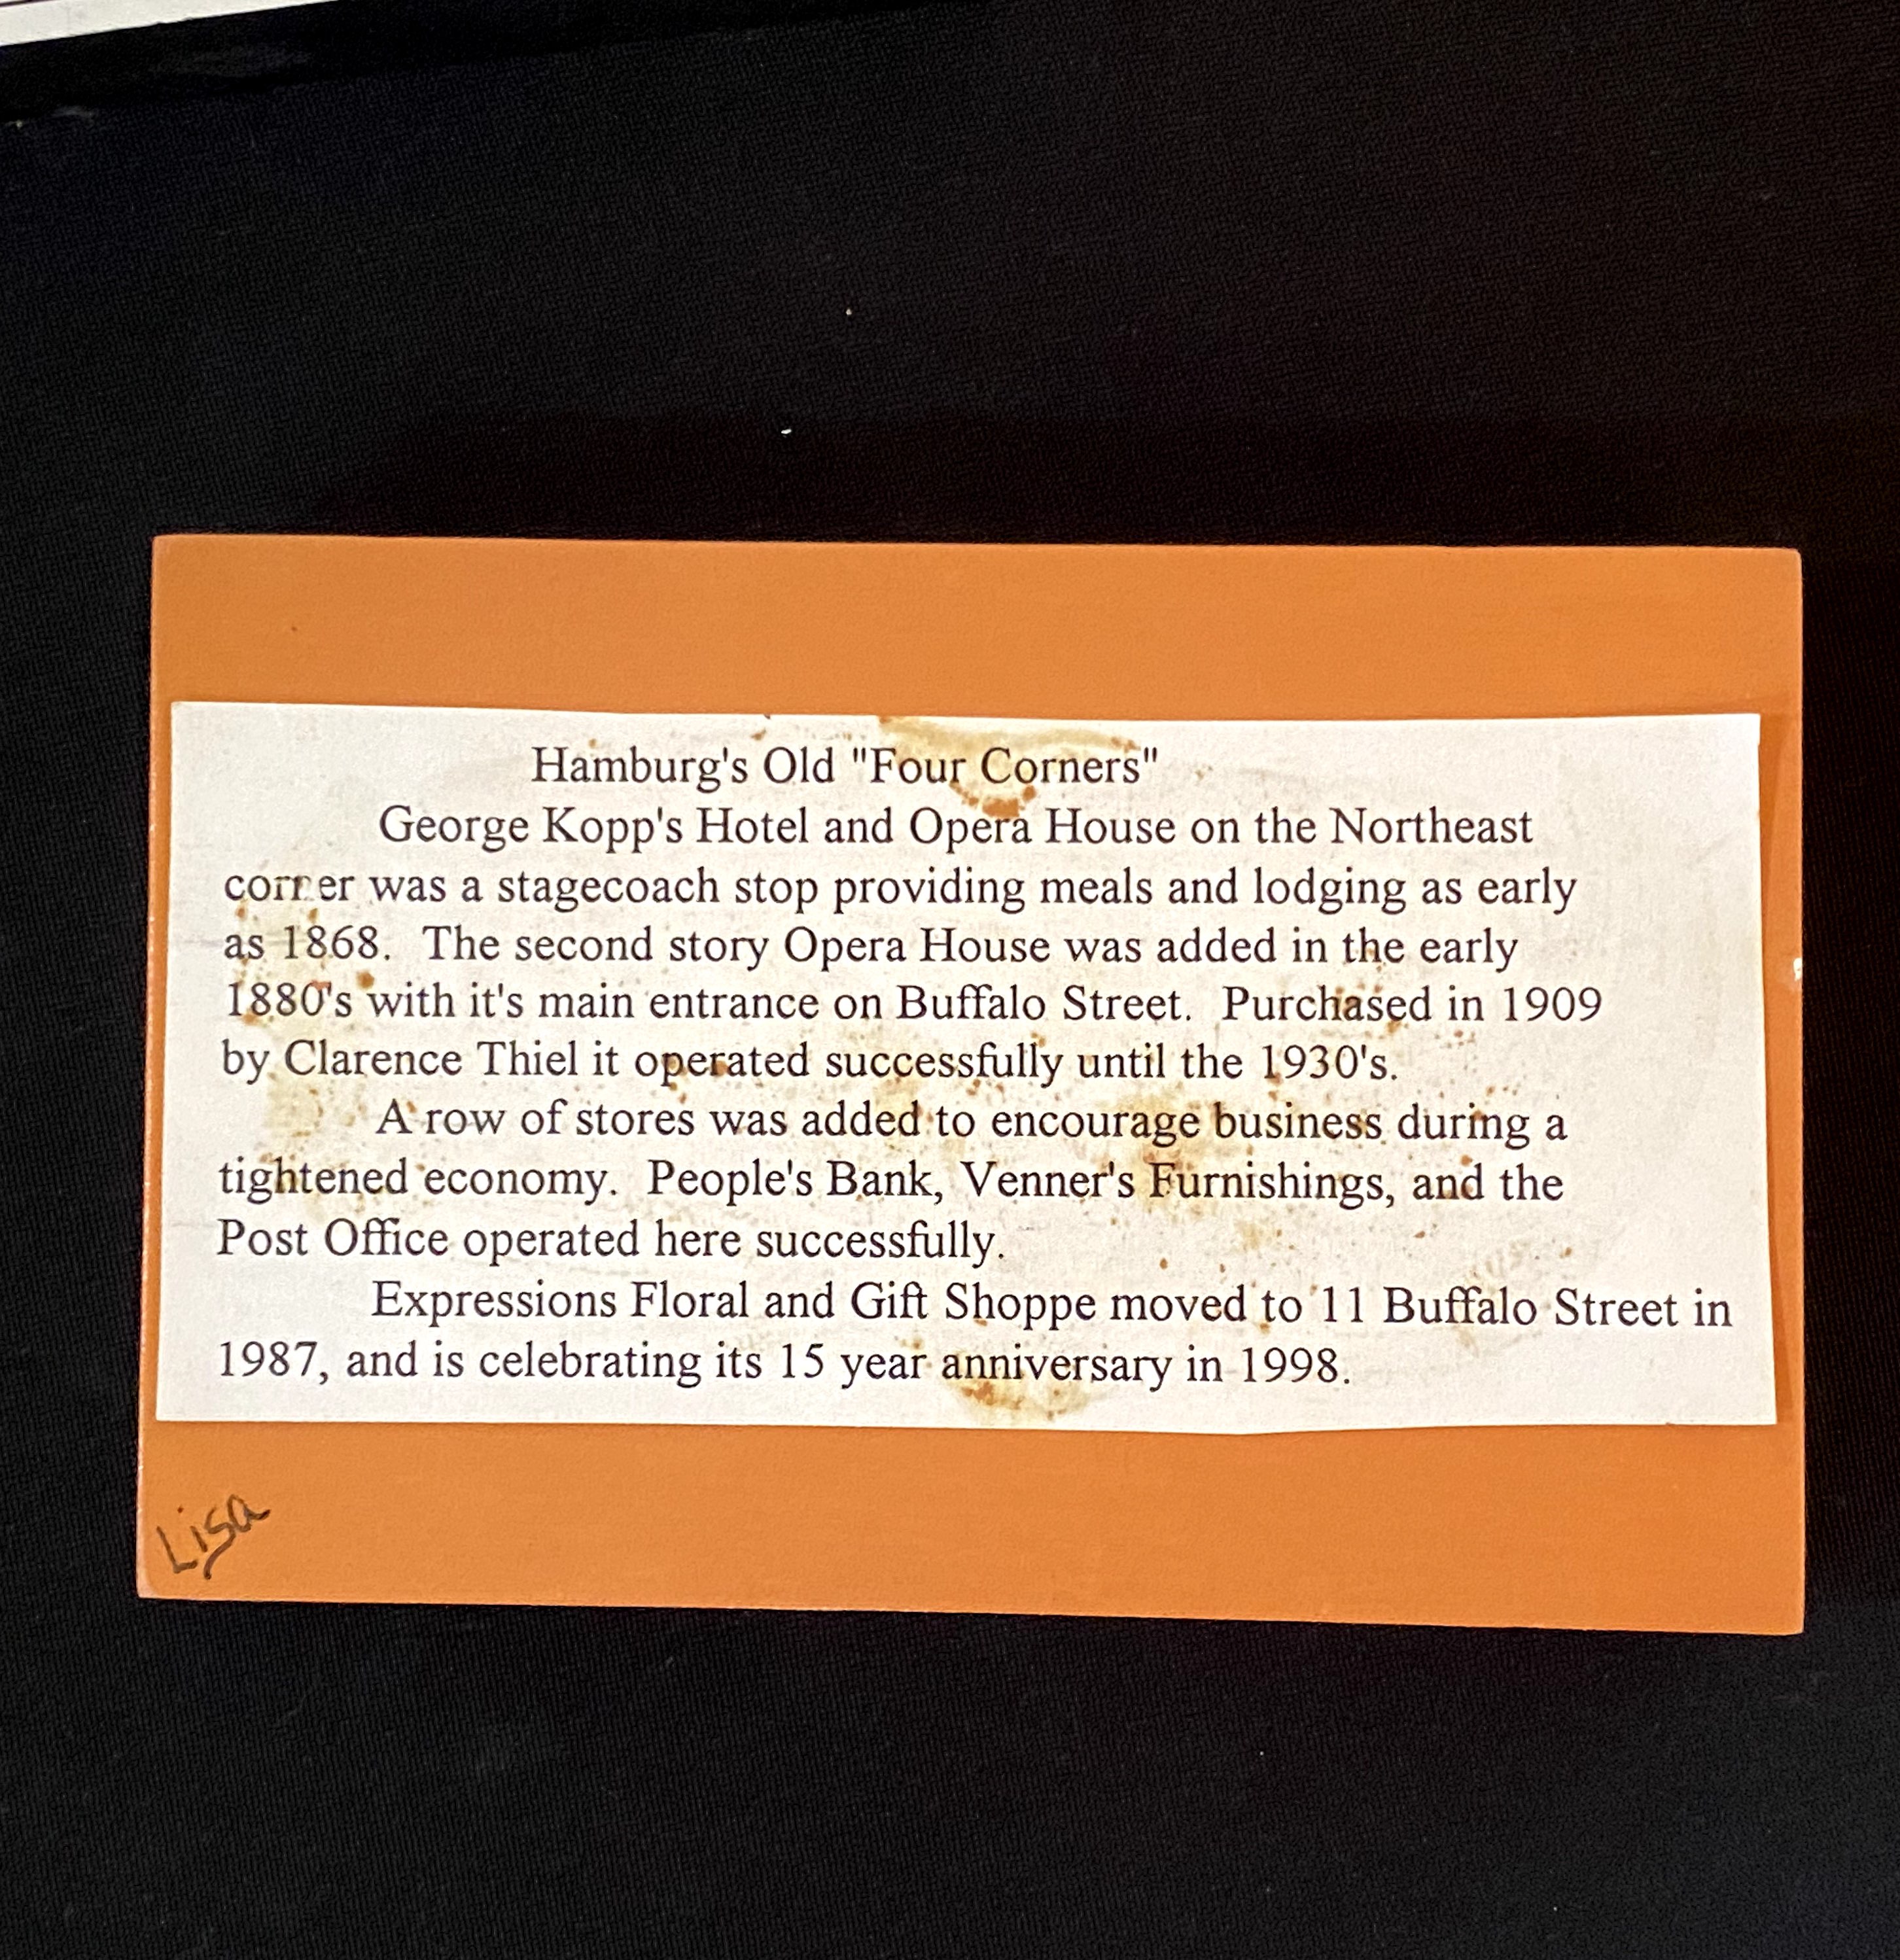 Hamburg's Old "Four Corners"
George Kopp's Hotel and Opera House on the Northeast
corner was a stagecoach stop providing meals and lodging as early
as 1868. The second story Opera House was added in the early
1880's with it's main entrance on Buffalo Street. Purchased in 1909
by Clarence Thiel it operated successfully until the 1930's.
A row of stores was added to encourage business during a
tightened economy. People's Bank, Venner's Furnishings, and the
Post Office operated here successfully.
Expressions Floral and Gift Shoppe moved to 11 Buffalo Street in
1987, and is celebrating its 15 year anniversary in 1998.
Lisa